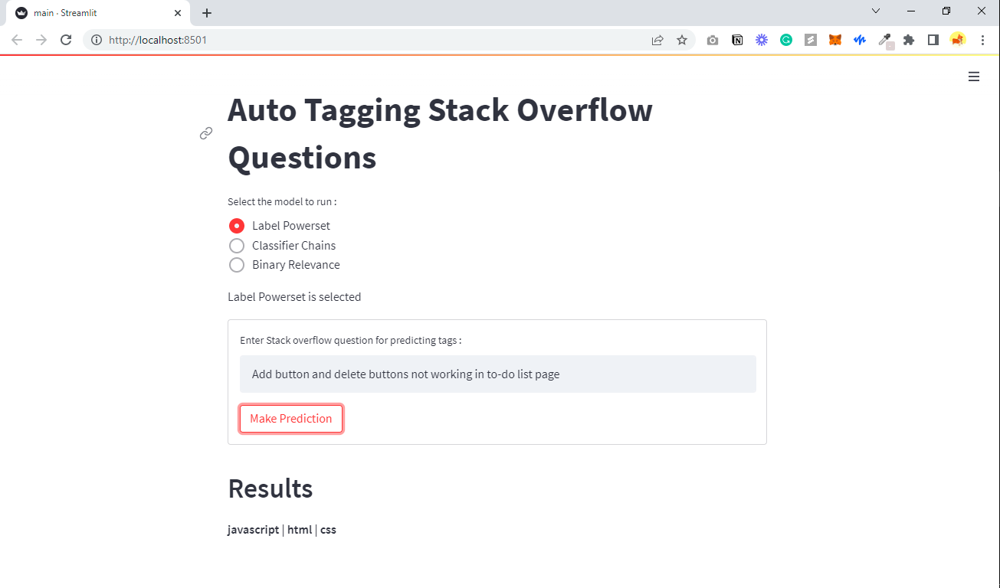 main · Streamlit
http://localhost:8501
Auto Tagging Stack Overflow
Questions
Select the model to run :
Label Powerset
Classifier Chains
Binary Relevance
Label Powerset is selected
Enter Stack overflow question for predicting tags :
Add button and delete buttons not working in to-do list page
Make Prediction
Results
javascript | html | css